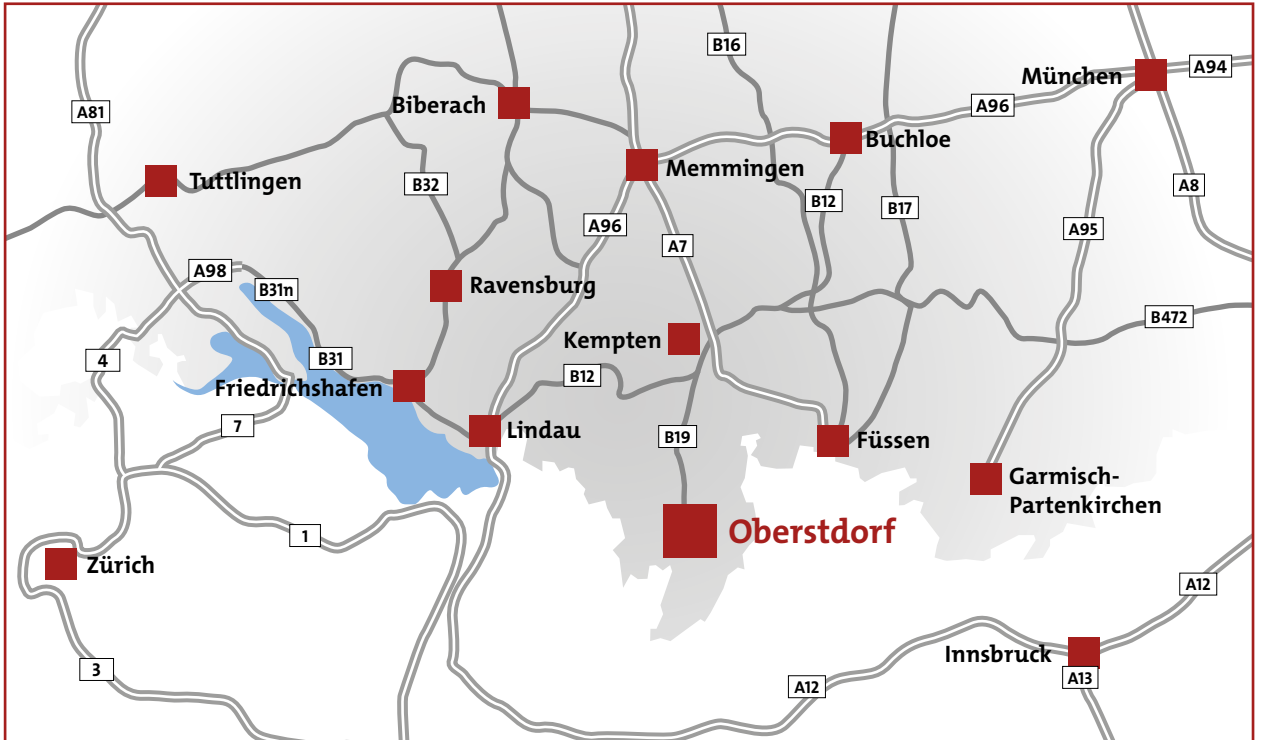 B16
München
A94
Biberach
A96
A81
Buchloe
Memmingen
Tuttlingen
B32
A8
B12
B17
A96
A95
A7
A98
B31n
Ravensburg
B472
Kempten
4
B31
B12
Friedrichshafen
7
Lindau
B19
Füssen
Garmisch-
Partenkirchen
Oberstdorf
1
Zürich
A12
Innsbruck
3
A13
A12